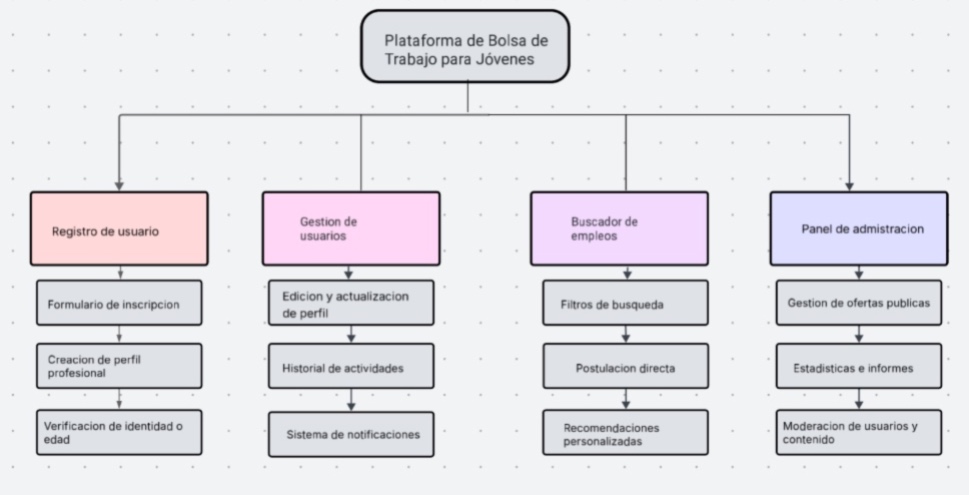 Plataforma de Bolsa de
Trabajo para Jóvenes
Registro de usuario
Gestion de
usuarios
Buscador de
empleos
Panel de admistracion
Formulario de inscripcion
Edicion y actualizacion
de perfil
Filtros de busqueda
Gestion de ofertas publicas
Creacion de perfil
profesional
Historial de actividades
Postulacion directa
Estadisticas e informes
Verificacion de identidad o
edad
Sistema de notificaciones
Recomendaciones
personalizadas
Moderacion de usuarios y
contenido